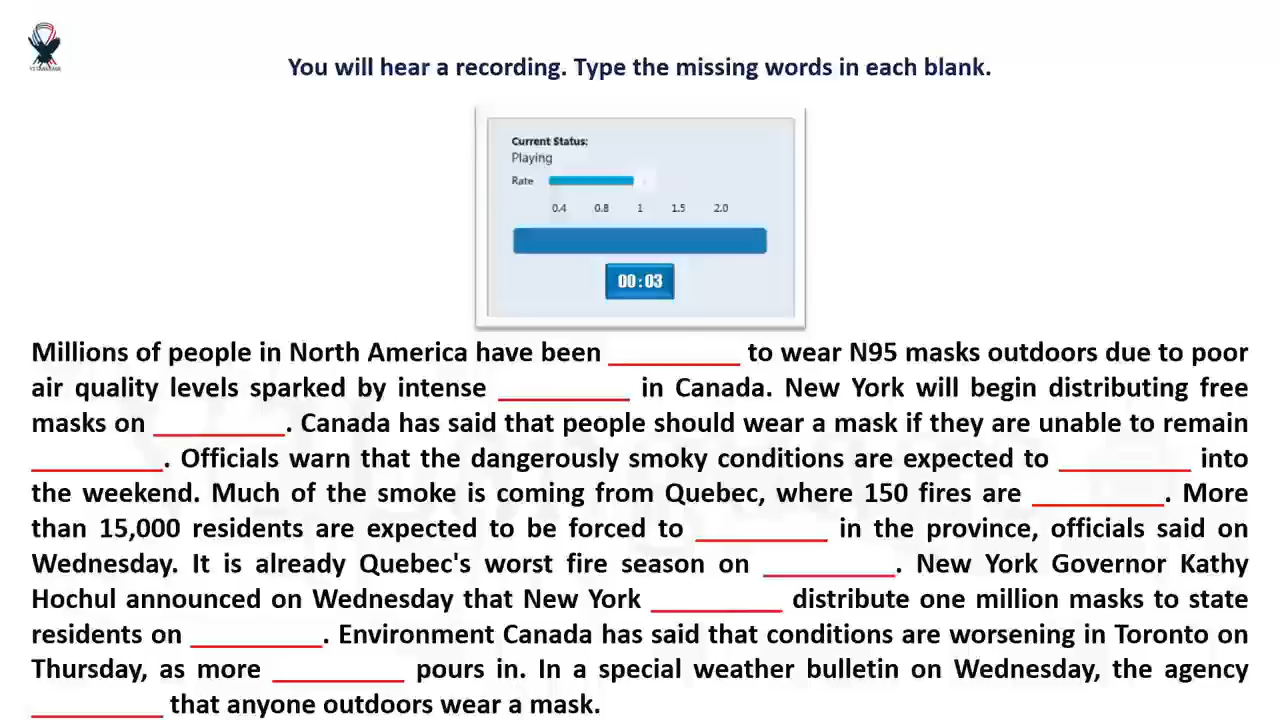 You will hear a recording. Type the missing words in each blank.
Current Status:
Playing
Rate
0.4 0.8 1 1.5 2.0
00:03
Millions of people in North America have been __________ to wear N95 masks outdoors due to poor
air quality levels sparked by intense __________ in Canada. New York will begin distributing free
masks on __________. Canada has said that people should wear a mask if they are unable to remain
__________. Officials warn that the dangerously smoky conditions are expected to __________ into
the weekend. Much of the smoke is coming from Quebec, where 150 fires are __________. More
than 15,000 residents are expected to be forced to __________ in the province, officials said on
Wednesday. It is already Quebec's worst fire season on __________. New York Governor Kathy
Hochul announced on Wednesday that New York __________ distribute one million masks to state
residents on __________. Environment Canada has said that conditions are worsening in Toronto on
Thursday, as more __________ pours in. In a special weather bulletin on Wednesday, the agency
__________ that anyone outdoors wear a mask.